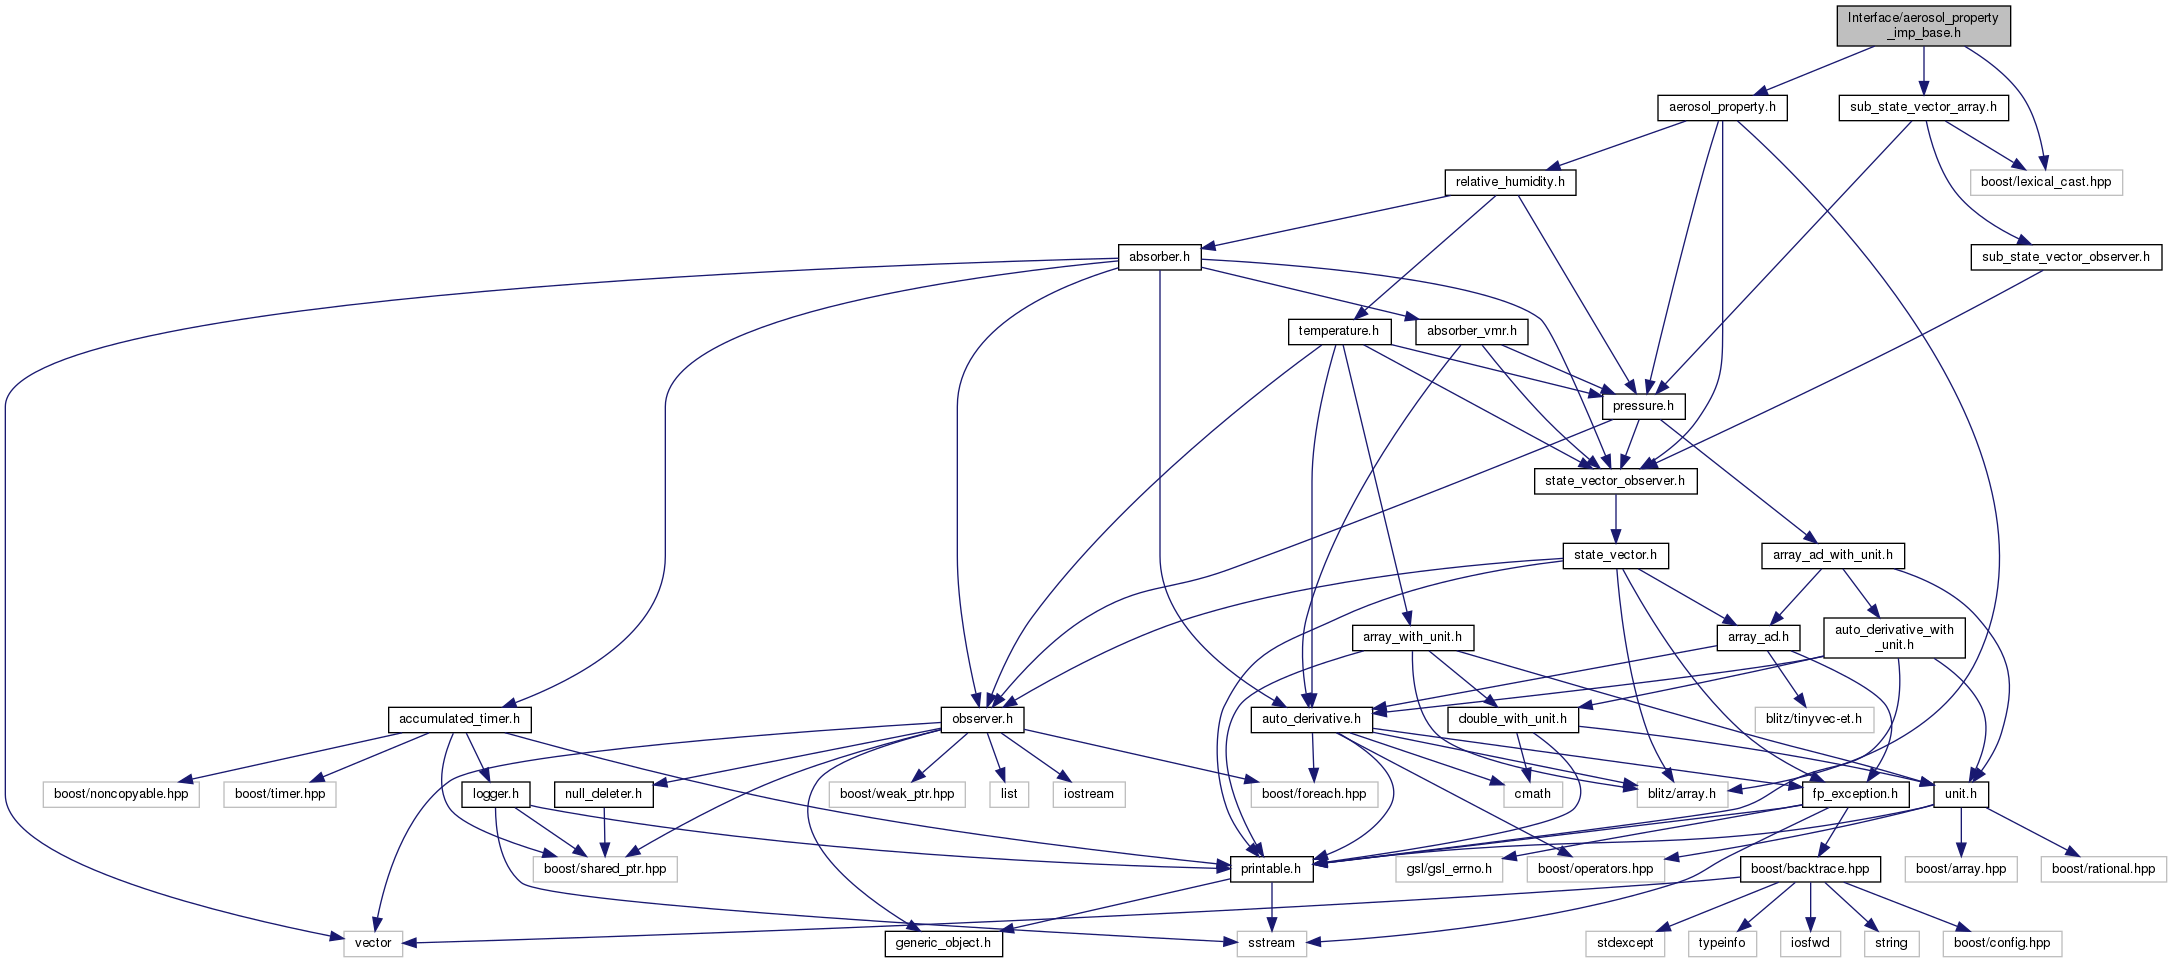 Interface/aerosol_property
_imp_base.h
aerosol_property.h
sub_state_vector_array.h
relative_humidity.h
boost/lexical_cast.hpp
absorber.h
sub_state_vector_observer.h
temperature.h
absorber_vmr.h
pressure.h
state_vector_observer.h
state_vector.h
array_ad_with_unit.h
array_with_unit.h
array_ad.h
auto_derivative_with
_unit.h
accumulated_timer.h
observer.h
auto_derivative.h
double_with_unit.h
blitz/tinyvec-et.h
boost/noncopyable.hpp
boost/timer.hpp
logger.h
null_deleter.h
boost/weak_ptr.hpp
list
iostream
boost/foreach.hpp
cmath
blitz/array.h
fp_exception.h
unit.h
boost/shared_ptr.hpp
printable.h
gsl/gsl_errno.h
boost/operators.hpp
boost/backtrace.hpp
boost/array.hpp
boost/rational.hpp
vector
generic_object.h
sstream
stdexcept
typeinfo
iosfwd
string
boost/config.hpp